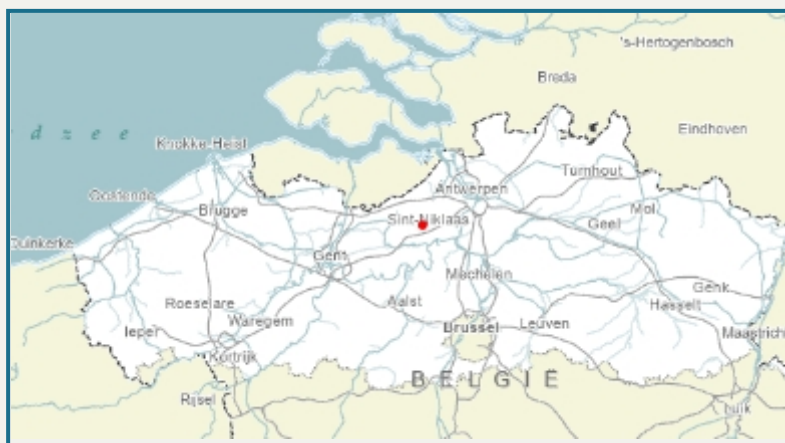 's-Hertogenbosch
Breda
Eindhoven
d z e e
Knokke-Heist
Turnhout
Antwerpen
Oostende
Brugge
Sint-Niklaas
Mol
Geel
Duinkerke
Gent
Mechelen
Genk
Roeselare
Aalst
Hasselt
Ieper
Waregem
Brussel
Leuven
Maastrich
Kortrijk
BELGIË
Rijsel
Luik